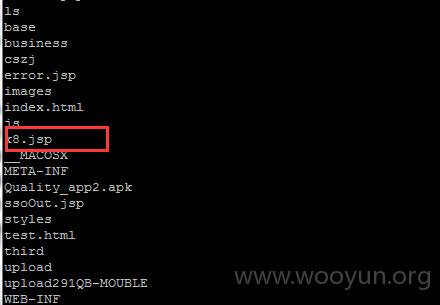 ls
base
business
cszj
error.jsp
images
index.html
js
k8.jsp
__MACOSX
META-INF
Quality_app2.apk
ssoOut.jsp
styles
test.html
third
upload
upload291QB-MOUBLE
WEB-INF
www.wooyun.org